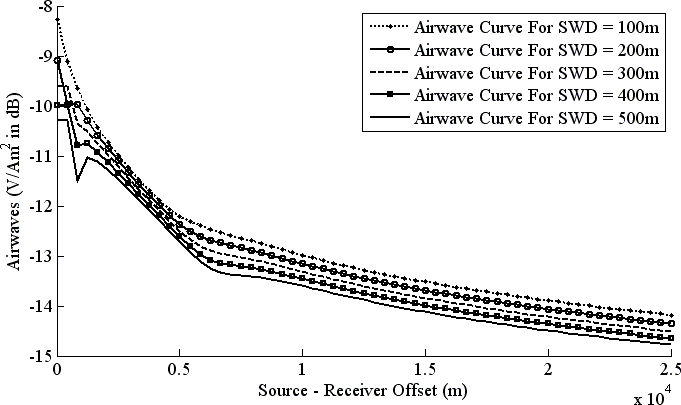 -8
-9
-10
-11
-12
-13
-14
-15
Airwaves (V/Am² in dB)
0
0.5
1
1.5
2
2.5
x 10⁴
Source - Receiver Offset (m)
Airwave Curve For SWD = 100m
Airwave Curve For SWD = 200m
Airwave Curve For SWD = 300m
Airwave Curve For SWD = 400m
Airwave Curve For SWD = 500m